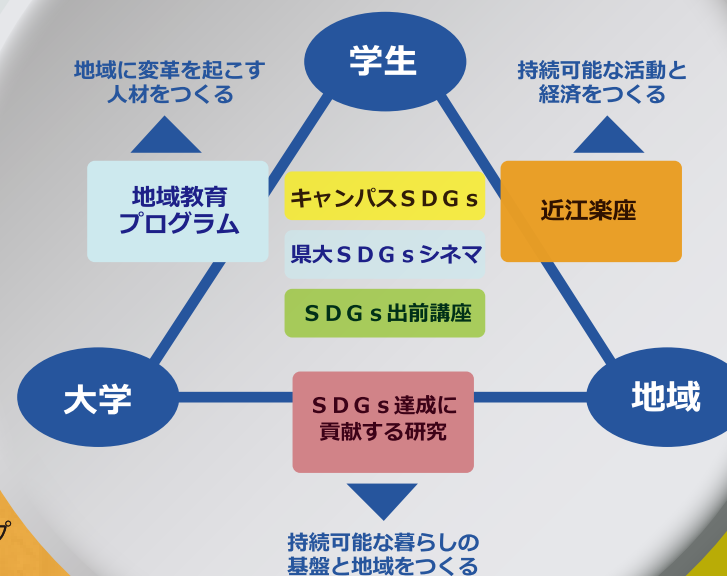 学生
地域に変革を起こす
人材をつくる
持続可能な活動と
経済をつくる
地域教育
プログラム
キャンパスＳＤＧｓ
近江楽座
県大ＳＤＧｓシネマ
ＳＤＧｓ出前講座
大学
ＳＤＧｓ達成に
貢献する研究
地域
プ
持続可能な暮らしの
基盤と地域をつくる